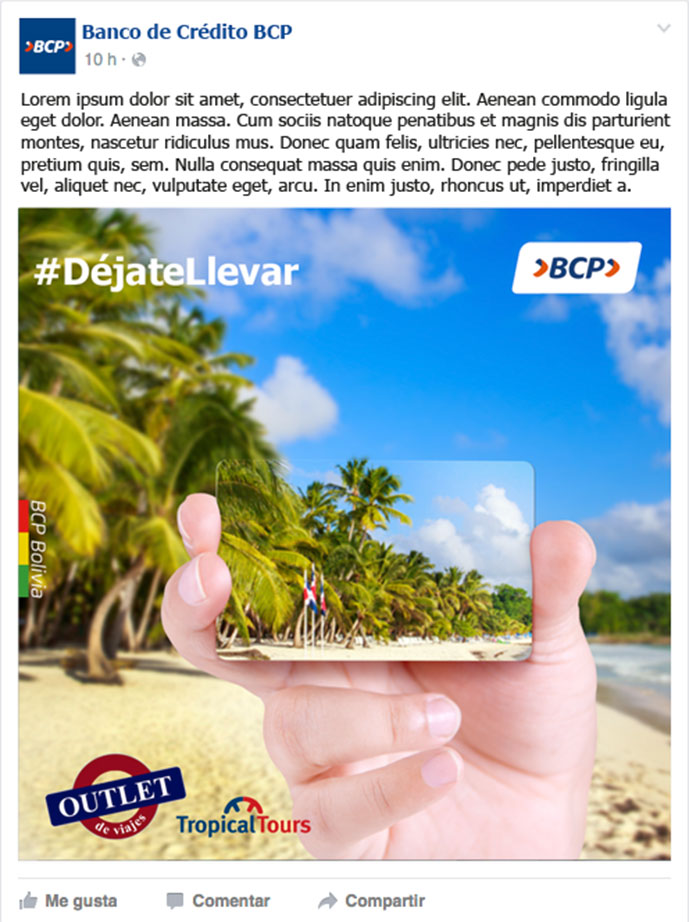 BCP
Banco de Crédito BCP
10 h ·
Lorem ipsum dolor sit amet, consectetuer adipiscing elit. Aenean commodo ligula
eget dolor. Aenean massa. Cum sociis natoque penatibus et magnis dis parturient
montes, nascetur ridiculus mus. Donec quam felis, ultricies nec, pellentesque eu,
pretium quis, sem. Nulla consequat massa quis enim. Donec pede justo, fringilla
vel, aliquet nec, vulputate eget, arcu. In enim justo, rhoncus ut, imperdiet a.
#DéjateLlevar
BCP
BCP Bolivia
OUTLET
de viajes
TropicalTours
Me gusta
Comentar
Compartir